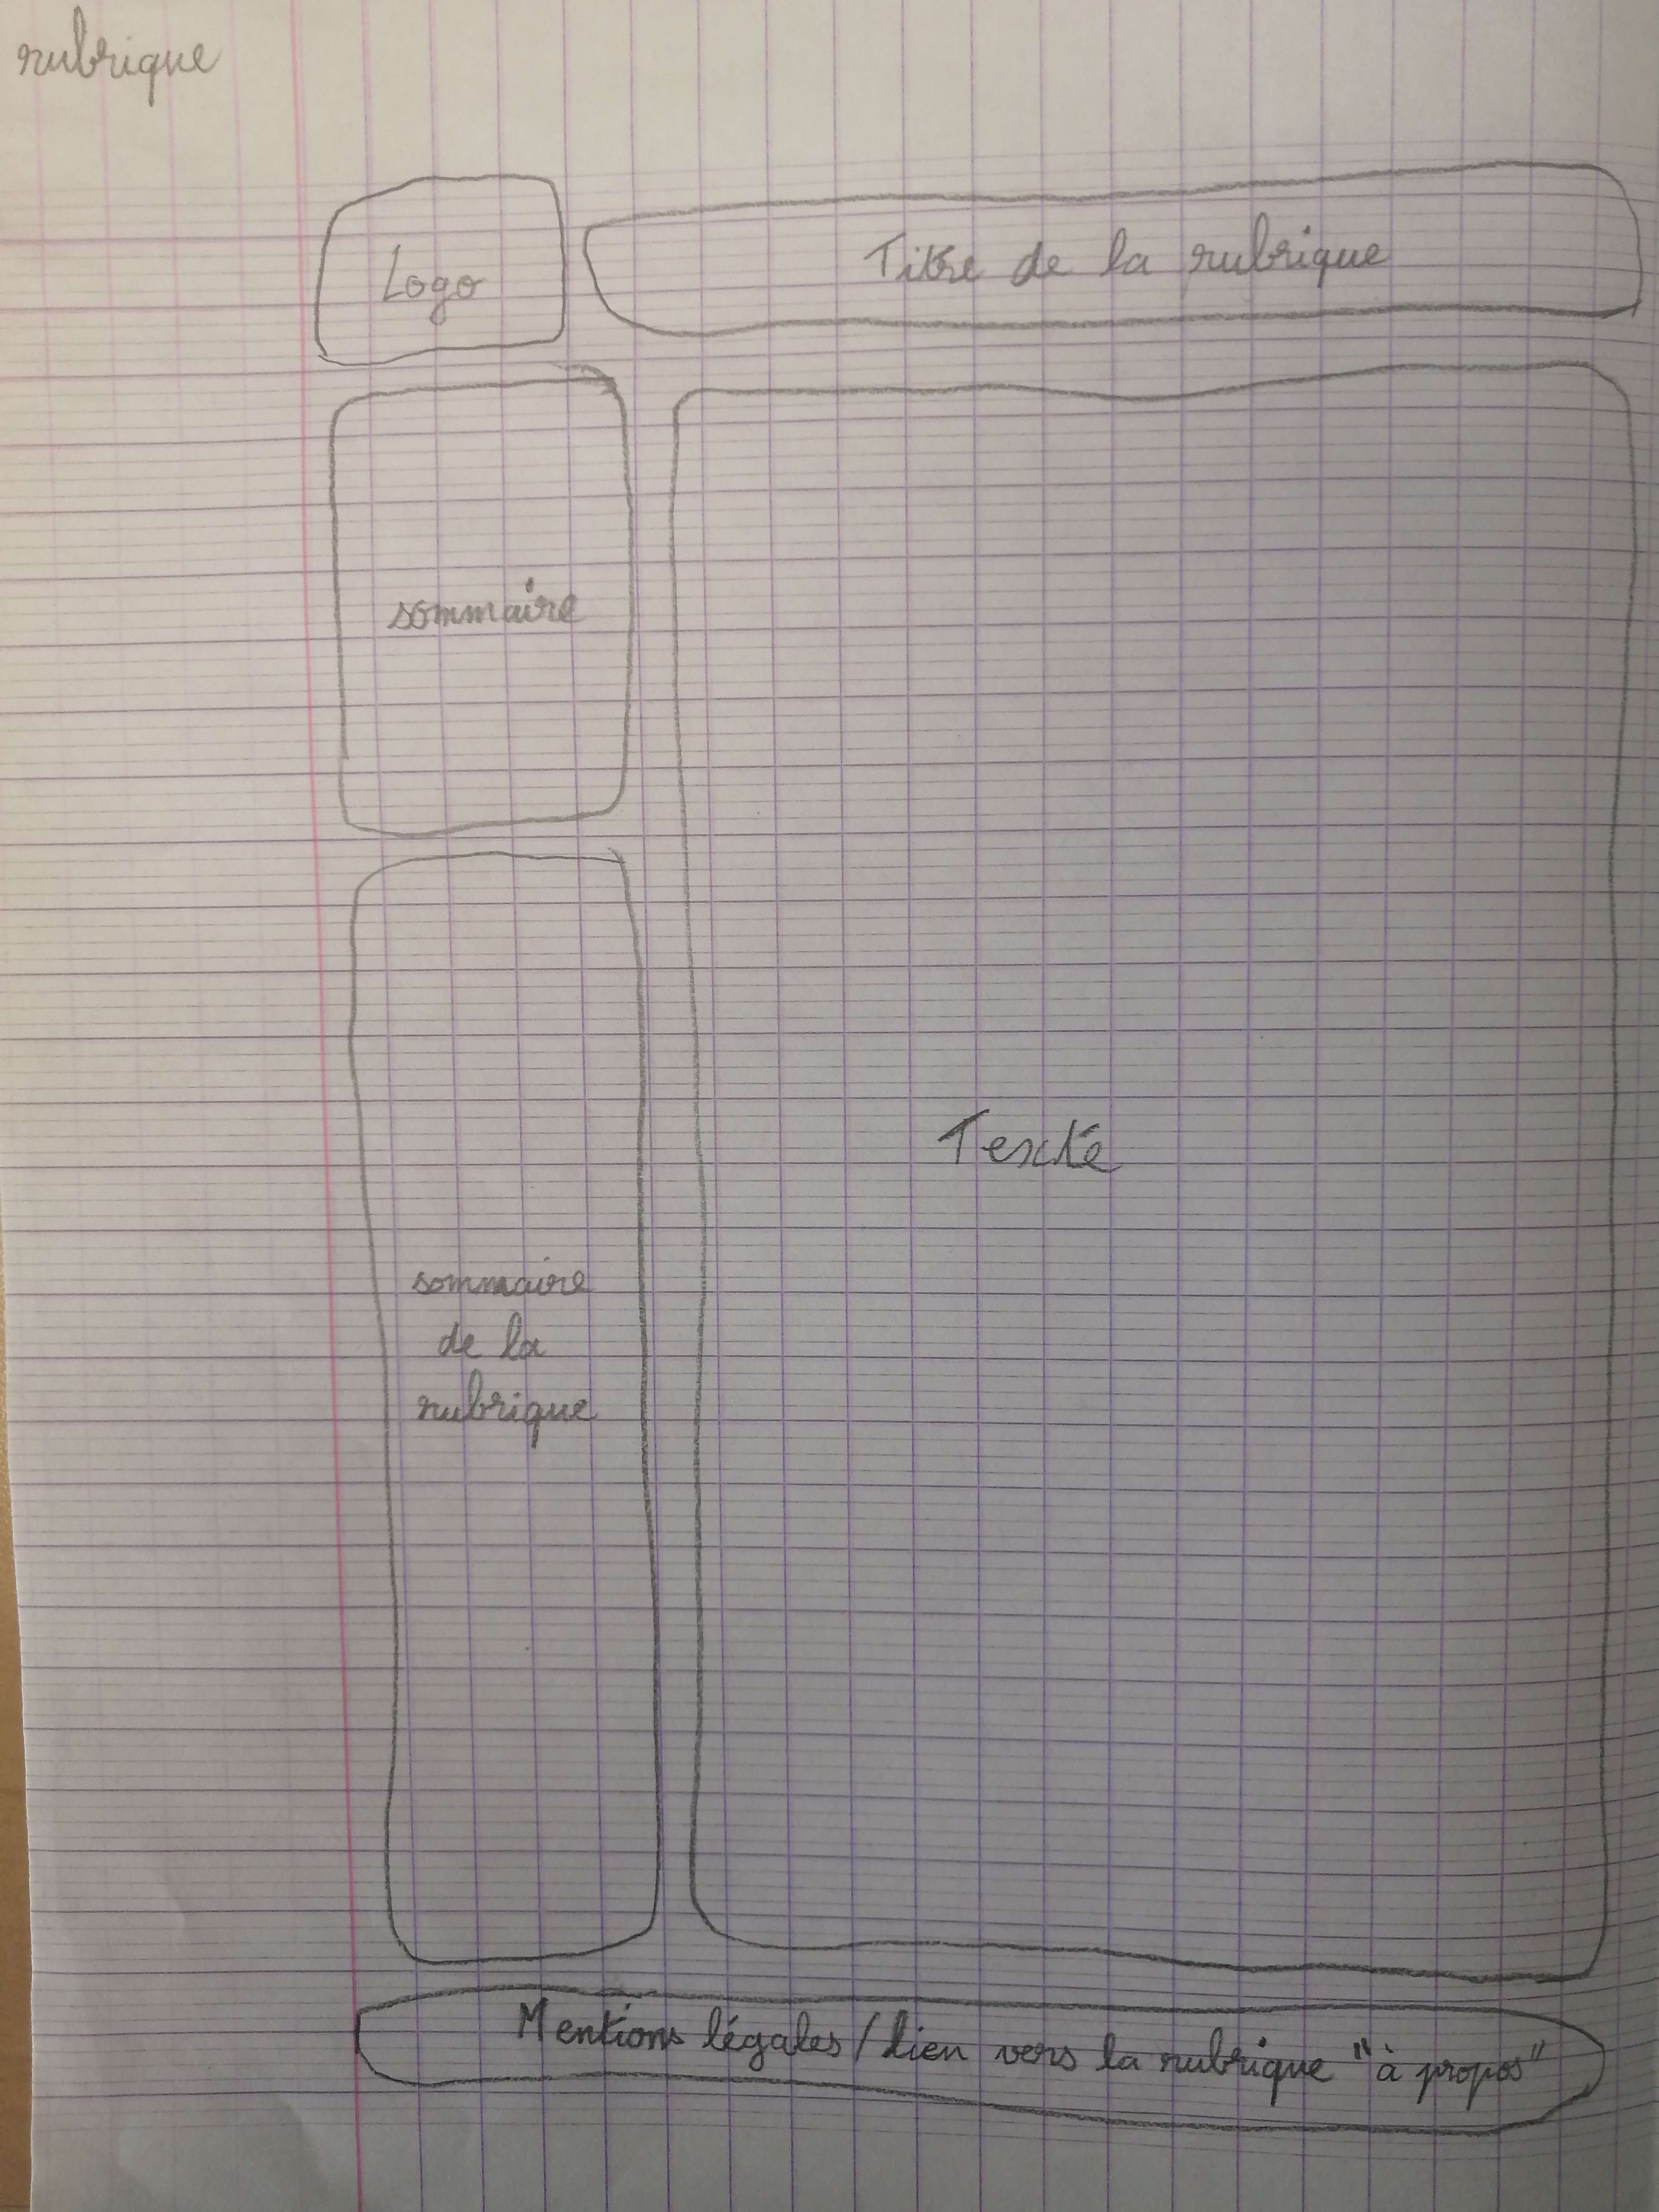 rubrique
Logo
Titre de la rubrique
sommaire
Texte
sommaire
de la
rubrique
Mentions légales / lien vers la rubrique "à propos"